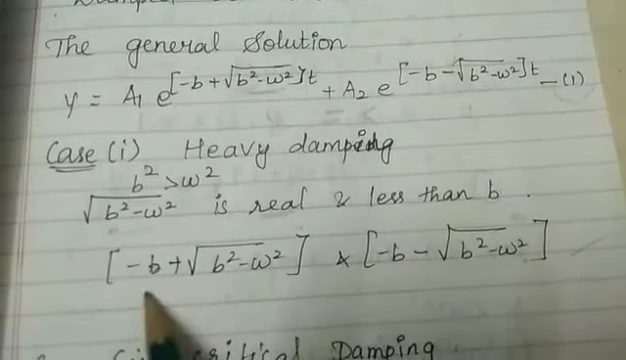 The general solution
y = A₁ e^[-b + √b²-ω²]t + A₂ e^[-b - √b²-ω²]t —(1)
Case (i) Heavy damping
b² > ω²
√b²-ω² is real & less than b .
[-b + √b²-ω²] & [-b - √b²-ω²]
critical Damping